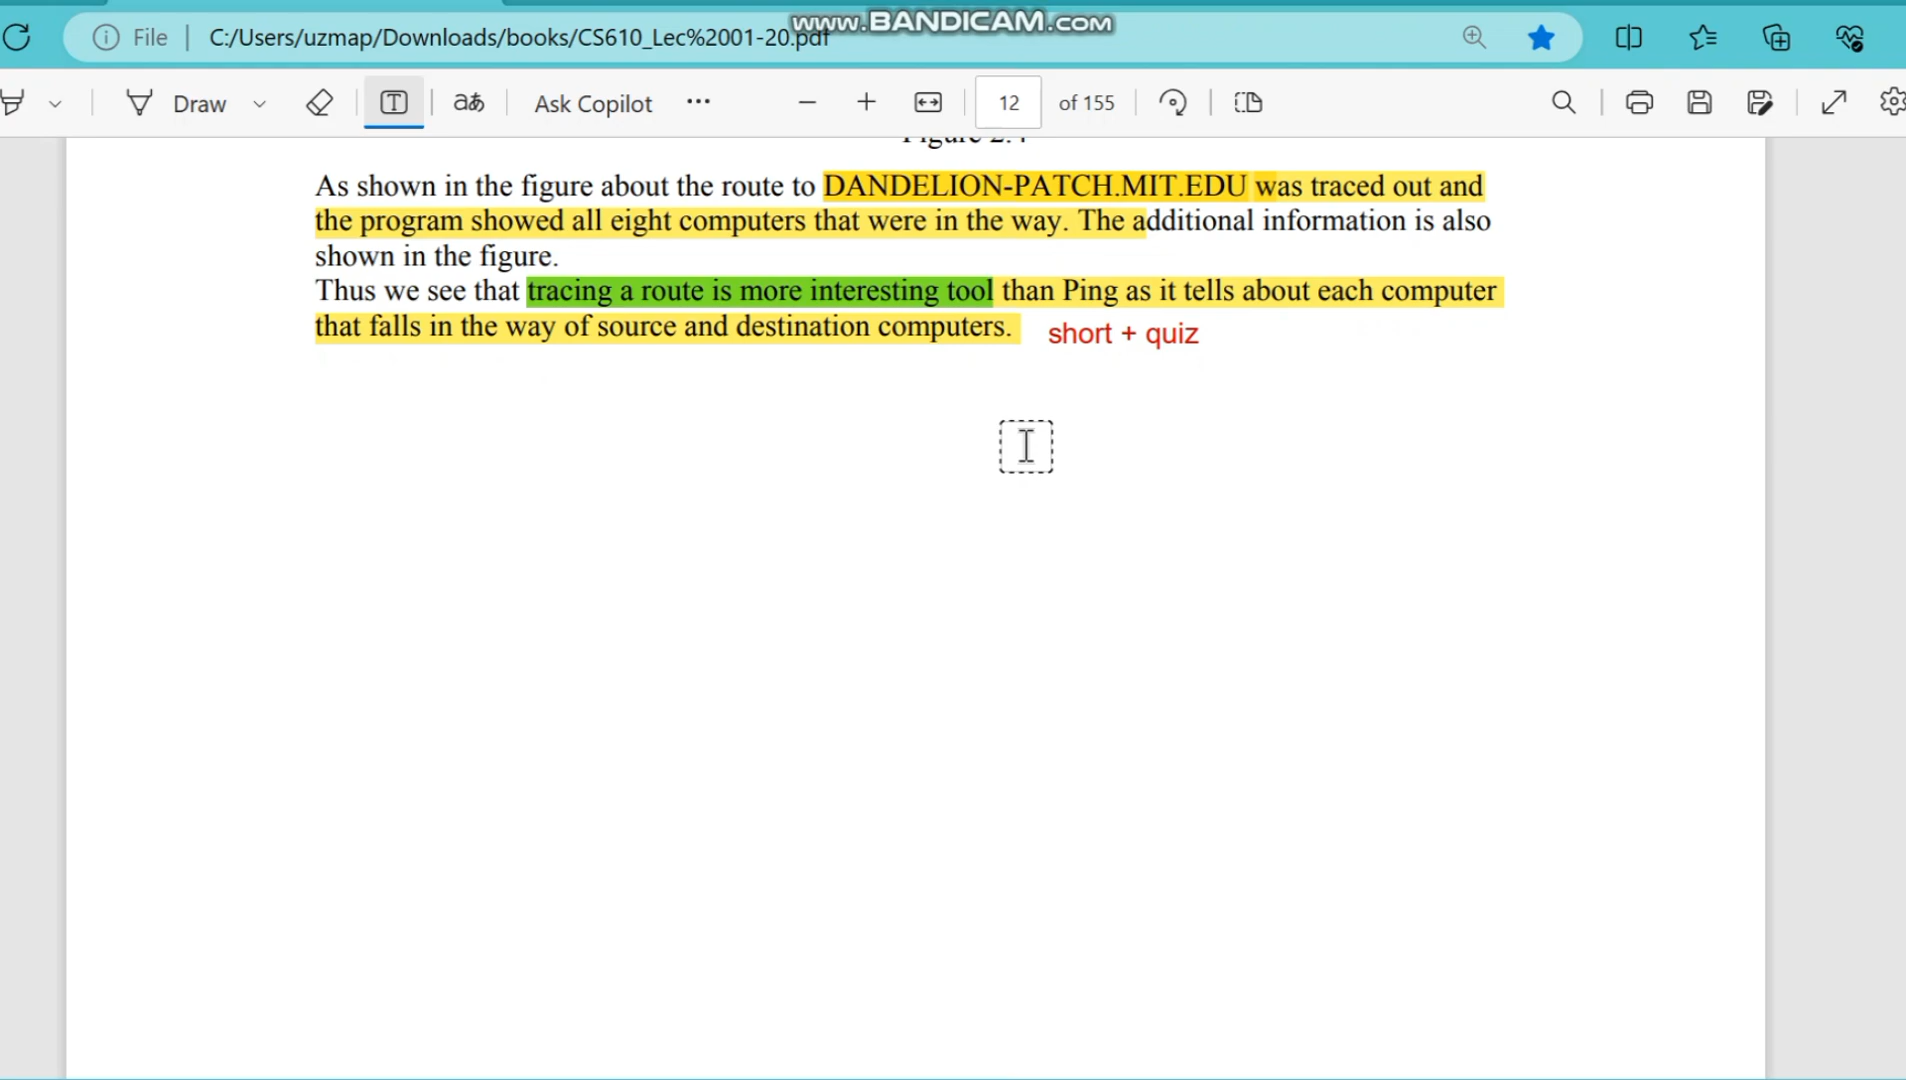 www.BANDICAM.com
File
C:/Users/uzmap/Downloads/books/CS610_Lec%2001-20.pdf
Draw
T
aあ
Ask Copilot
12
of 155
Figure 2.4
As shown in the figure about the route to DANDELION-PATCH.MIT.EDU was traced out and
the program showed all eight computers that were in the way. The additional information is also
shown in the figure.
Thus we see that tracing a route is more interesting tool than Ping as it tells about each computer
that falls in the way of source and destination computers. short + quiz